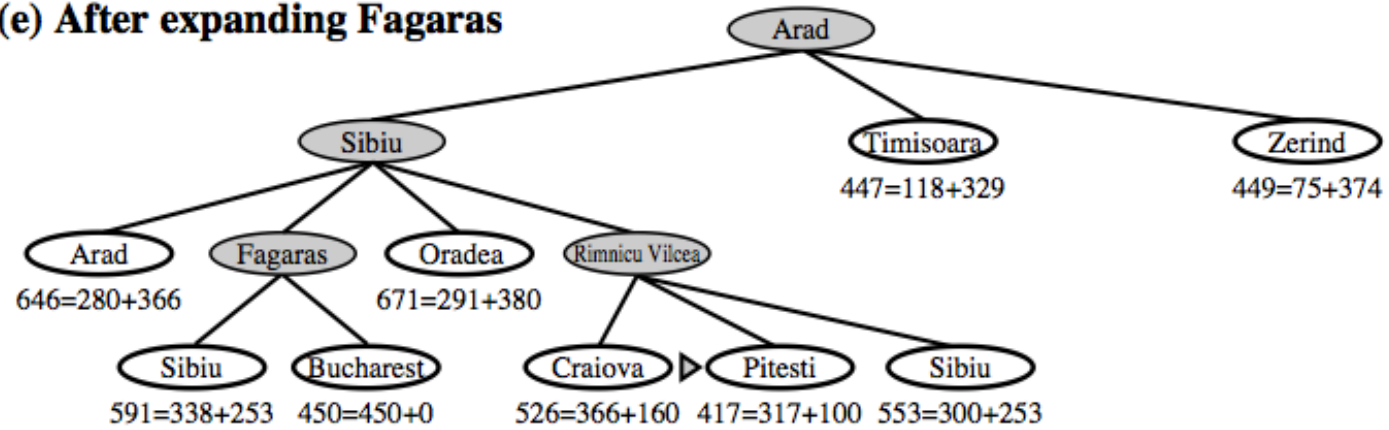 (e) After expanding Fagaras
Arad
Sibiu
Timisoara
Zerind
447=118+329
449=75+374
Arad
Fagaras
Oradea
Rimnicu Vilcea
646=280+366
671=291+380
Sibiu
Bucharest
Craiova
Pitesti
Sibiu
591=338+253
450=450+0
526=366+160
417=317+100
553=300+253